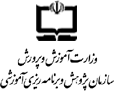 وزارت آموزش و پرورش
سازمان پژوهش و برنامه ریزی آموزشی